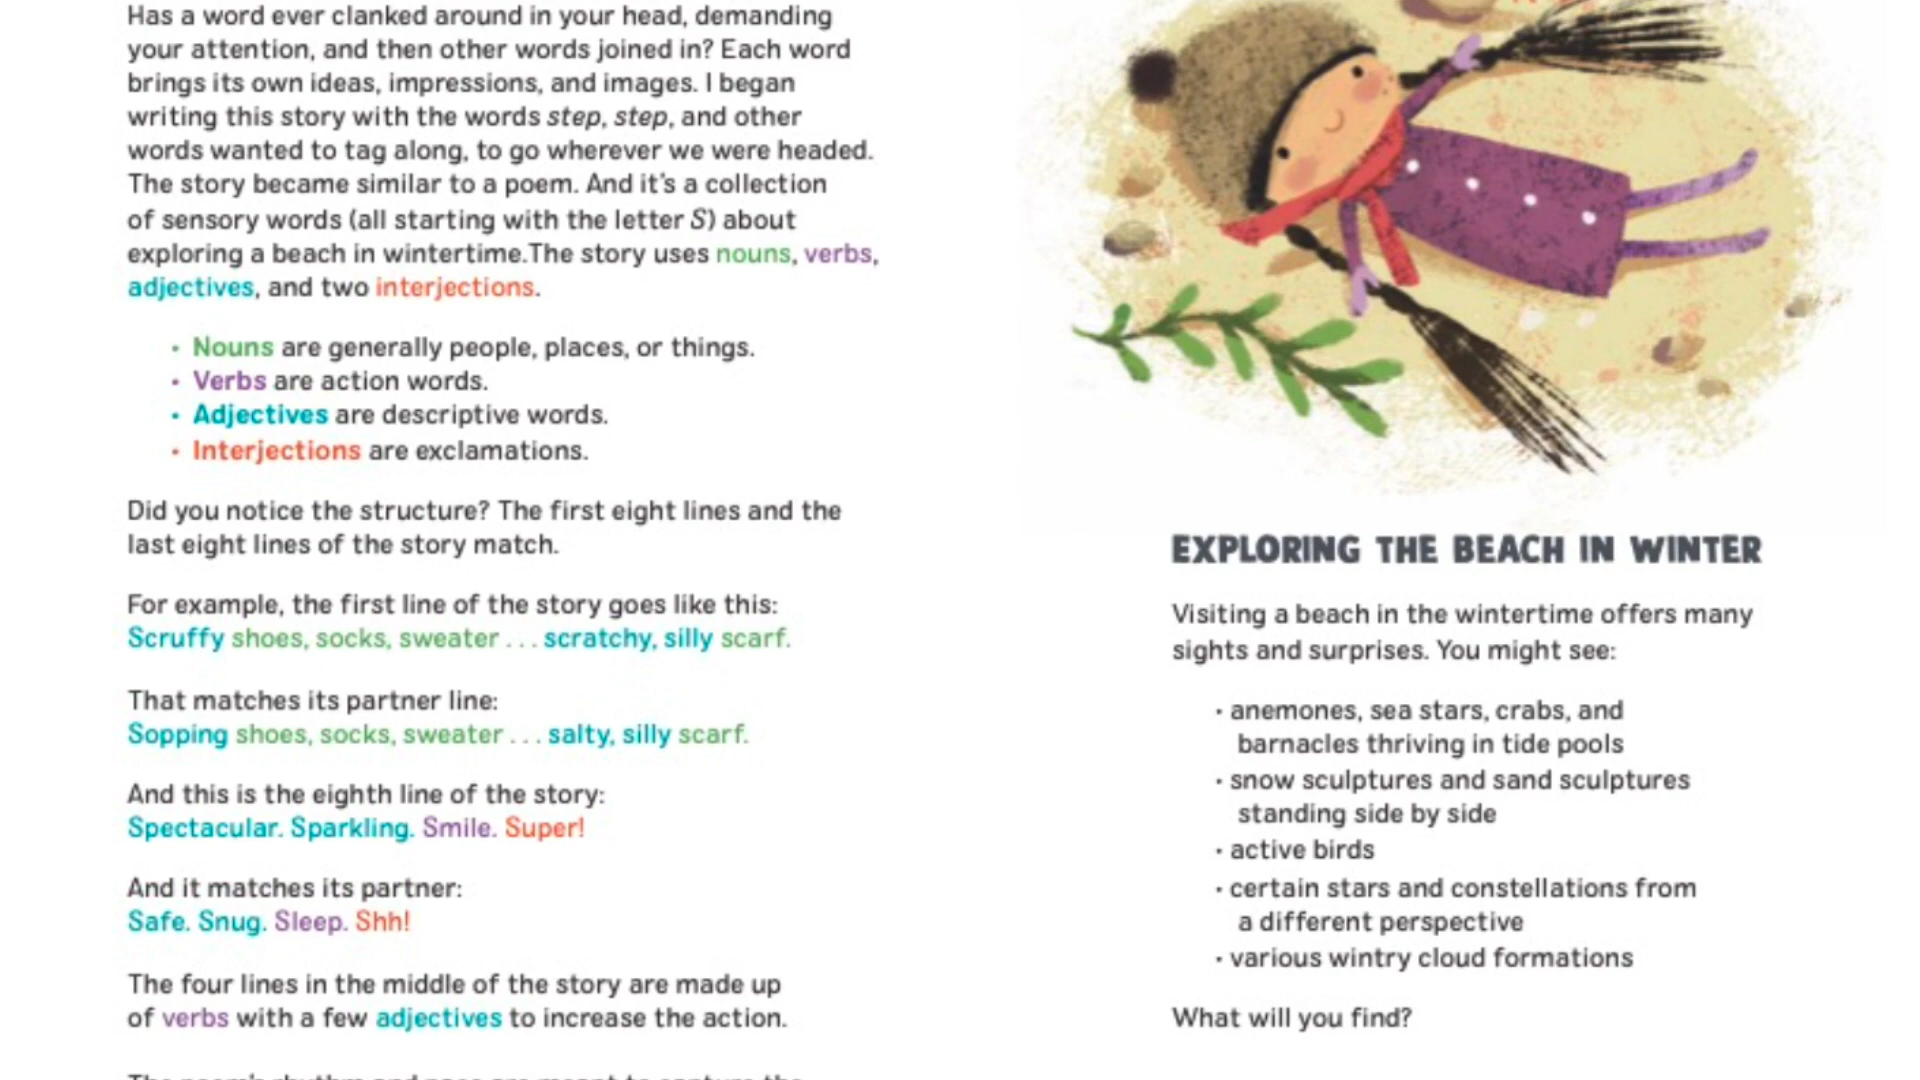 Has a word ever clanked around in your head, demanding
your attention, and then other words joined in? Each word
brings its own ideas, impressions, and images. I began
writing this story with the words step, step, and other
words wanted to tag along, to go wherever we were headed.
The story became similar to a poem. And it's a collection
of sensory words (all starting with the letter S) about
exploring a beach in wintertime.The story uses nouns, verbs,
adjectives, and two interjections.
• Nouns are generally people, places, or things.
• Verbs are action words.
• Adjectives are descriptive words.
• Interjections are exclamations.
Did you notice the structure? The first eight lines and the
last eight lines of the story match.
For example, the first line of the story goes like this:
Scruffy shoes, socks, sweater . . . scratchy, silly scarf.
That matches its partner line:
Sopping shoes, socks, sweater . . . salty, silly scarf.
And this is the eighth line of the story:
Spectacular. Sparkling. Smile. Super!
And it matches its partner:
Safe. Snug. Sleep. Shh!
The four lines in the middle of the story are made up
of verbs with a few adjectives to increase the action.
The poem's rhythm and pace are meant to capture the
EXPLORING THE BEACH IN WINTER
Visiting a beach in the wintertime offers many
sights and surprises. You might see:
• anemones, sea stars, crabs, and
barnacles thriving in tide pools
• snow sculptures and sand sculptures
standing side by side
• active birds
• certain stars and constellations from
a different perspective
• various wintry cloud formations
What will you find?